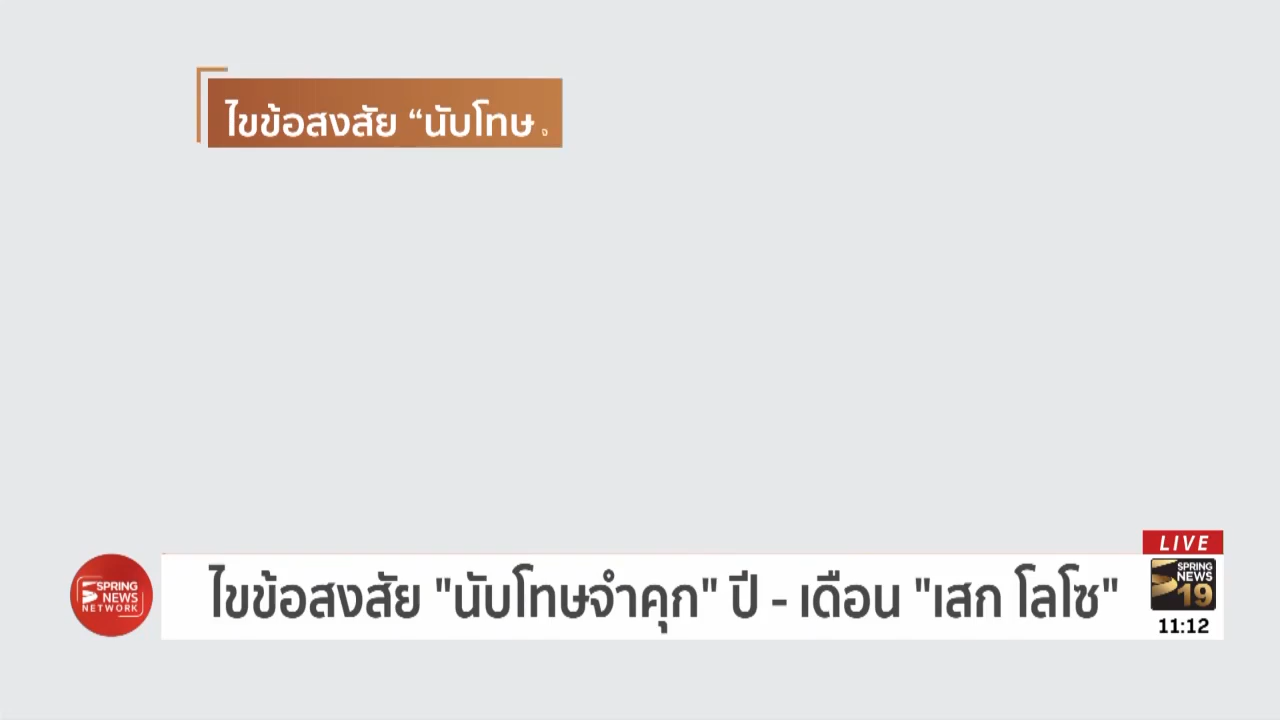 ไขข้อสงสัย “นับโทษ จ
LIVE
SPRING
NEWS
NETWORK
ไขข้อสงสัย "นับโทษจำคุก" ปี - เดือน "เสก โลโซ"
SPRING
NEWS
19
11:12